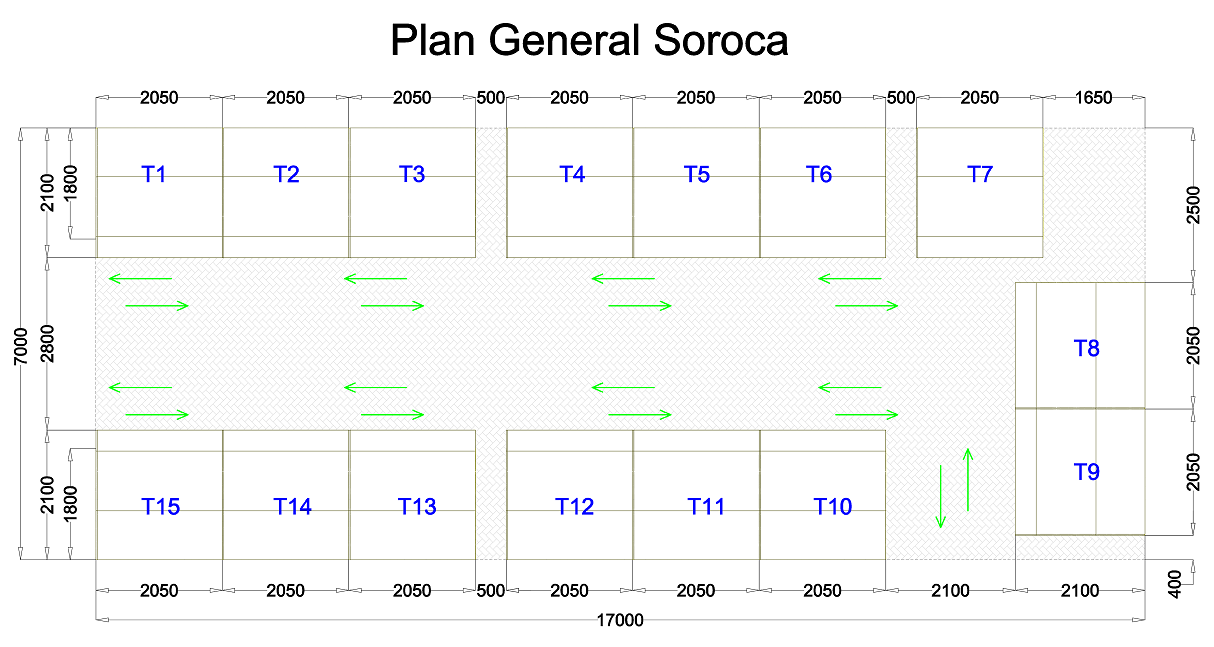 Plan General Soroca
2050 2050 2050 500 2050 2050 2050 500 2050 1650
T1 T2 T3 T4 T5 T6 T7
2100 1800 2500
7000 2800
T8 2050
T9 2050
2100 1800
T15 T14 T13 T12 T11 T10
400
2050 2050 2050 500 2050 2050 2050 2100 2100
17000